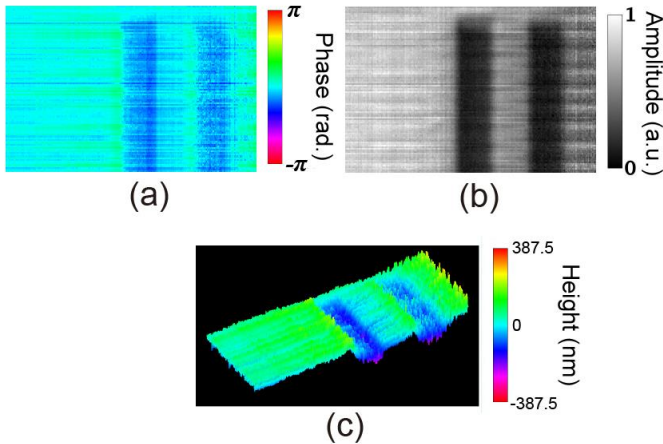 π
Phase (rad.)
-π
(a)
1
Amplitude (a.u.)
0
(b)
387.5
Height (nm)
0
-387.5
(c)